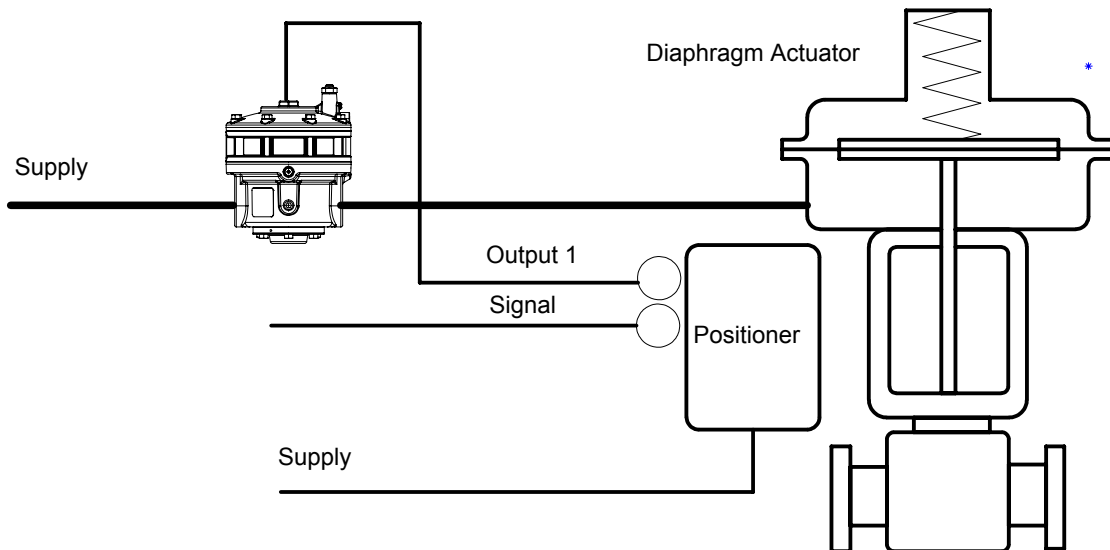 Diaphragm Actuator
Supply
Output 1
Signal
Positioner
Supply